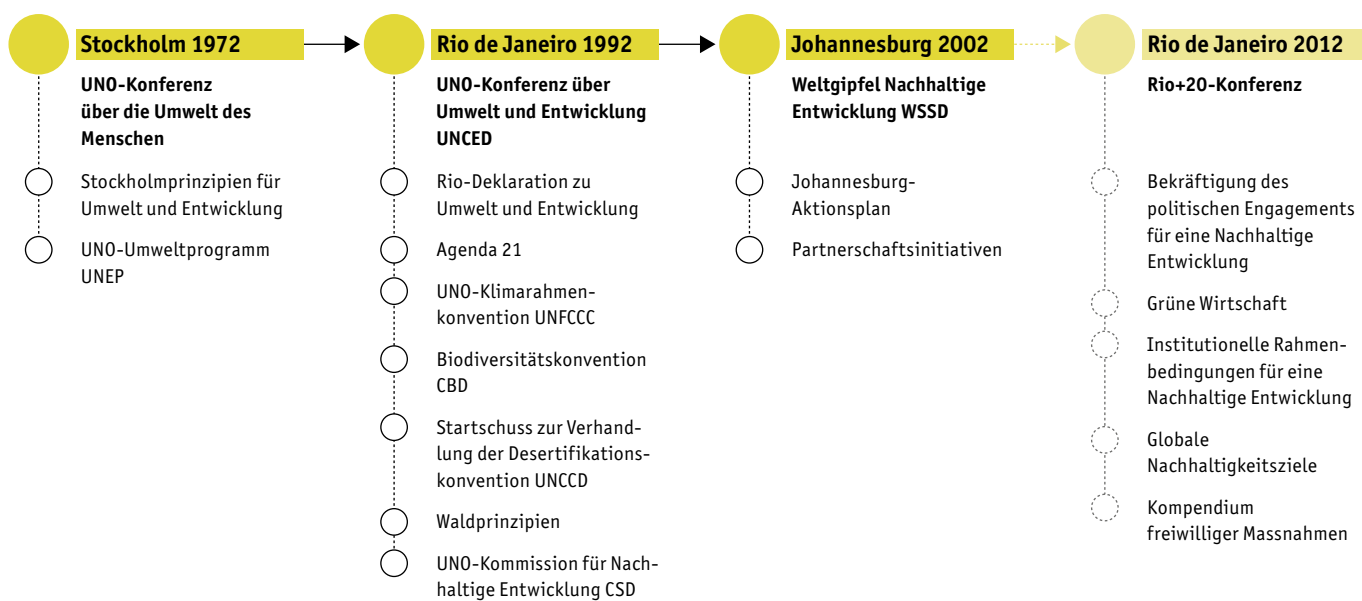 Stockholm 1972
UNO-Konferenz
über die Umwelt des
Menschen
Stockholmprinzipien für
Umwelt und Entwicklung
UNO-Umweltprogramm
UNEP
Rio de Janeiro 1992
UNO-Konferenz über
Umwelt und Entwicklung
UNCED
Rio-Deklaration zu
Umwelt und Entwicklung
Agenda 21
UNO-Klimarahmen-
konvention UNFCCC
Biodiversitätskonvention
CBD
Startschuss zur Verhand-
lung der Desertifikations-
konvention UNCCD
Waldprinzipien
UNO-Kommission für Nach-
haltige Entwicklung CSD
Johannesburg 2002
Weltgipfel Nachhaltige
Entwicklung WSSD
Johannesburg-
Aktionsplan
Partnerschaftsinitiativen
Rio de Janeiro 2012
Rio+20-Konferenz
Bekräftigung des
politischen Engagements
für eine Nachhaltige
Entwicklung
Grüne Wirtschaft
Institutionelle Rahmen-
bedingungen für eine
Nachhaltige Entwicklung
Globale
Nachhaltigkeitsziele
Kompendium
freiwilliger Massnahmen